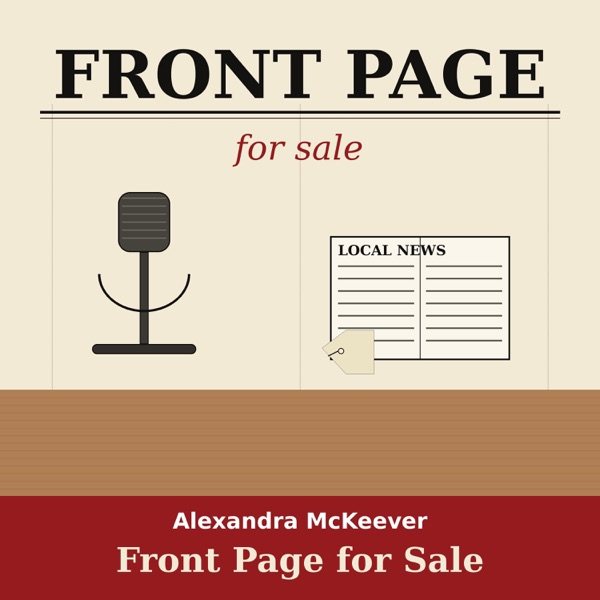 FRONT PAGE
for sale
LOCAL NEWS
Alexandra McKeever
Front Page for Sale